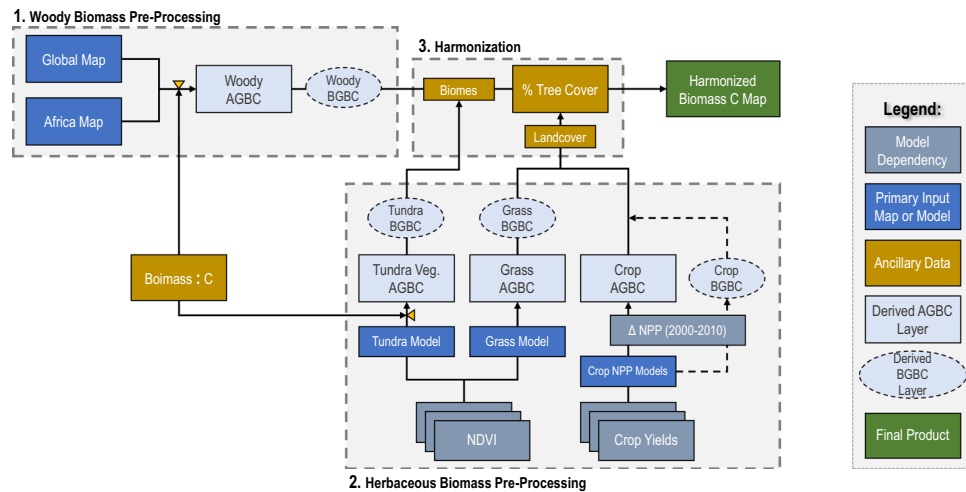 1. Woody Biomass Pre-Processing
Global Map
Africa Map
Woody
AGBC
Woody
BGBC
3. Harmonization
Biomes
% Tree Cover
Landcover
Harmonized
Biomass C Map
Boimass : C
Tundra
BGBC
Grass
BGBC
Tundra Veg.
AGBC
Grass
AGBC
Crop
AGBC
Crop
BGBC
Tundra Model
Grass Model
Δ NPP (2000-2010)
Crop NPP Models
NDVI
Crop Yields
2. Herbaceous Biomass Pre-Processing
Legend:
Model
Dependency
Primary Input
Map or Model
Ancillary Data
Derived AGBC
Layer
Derived
BGBC
Layer
Final Product